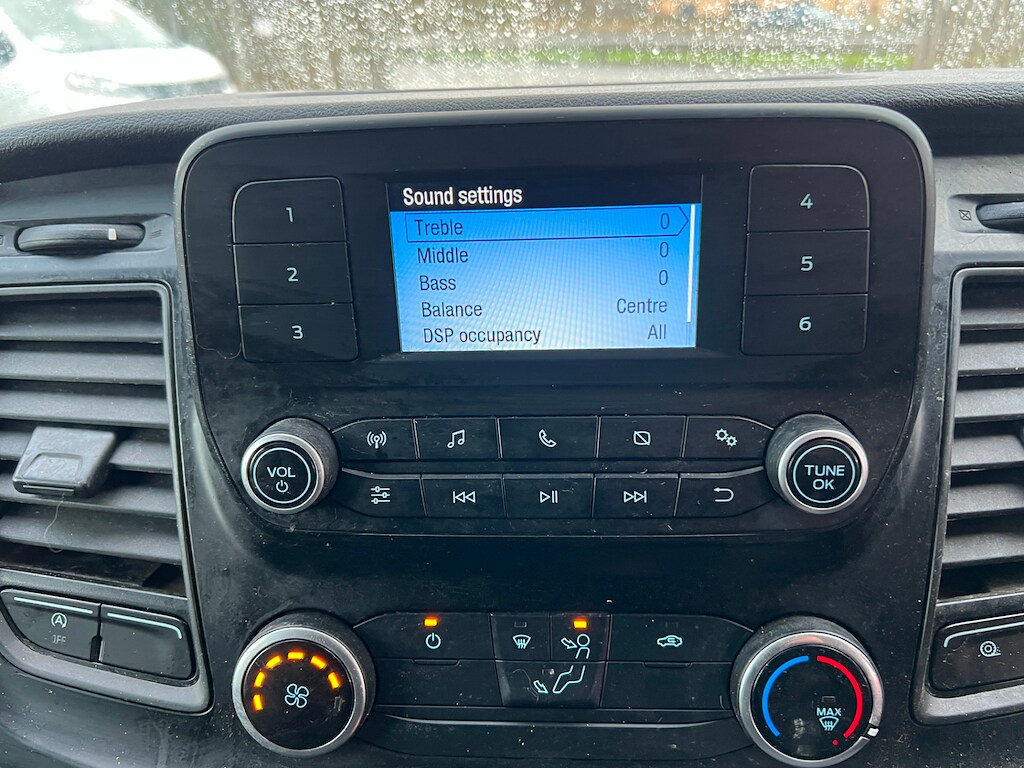 Sound settings
Treble 0
Middle 0
Bass 0
Balance Centre
DSP occupancy All
1
2
3
4
5
6
VOL
TUNE
OK
A
OFF
MAX